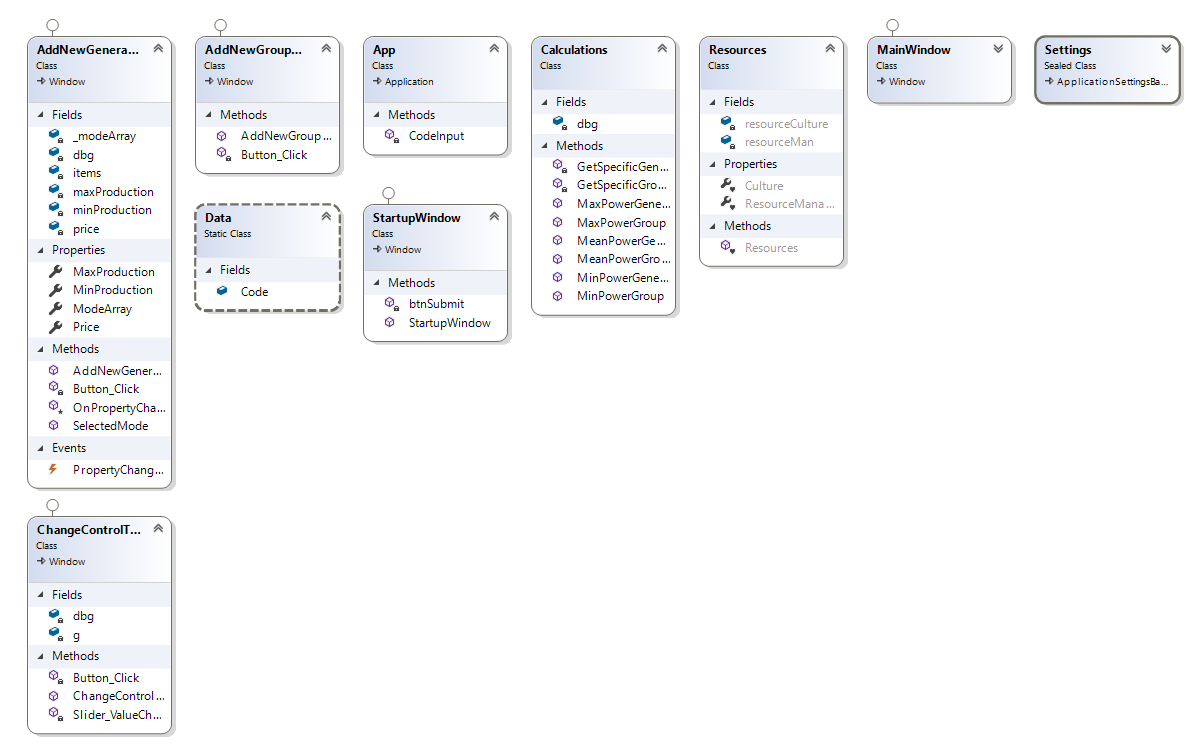 AddNewGenera...
Class
Window
Fields
_modeArray
dbg
items
maxProduction
minProduction
price
Properties
MaxProduction
MinProduction
ModeArray
Price
Methods
AddNewGener...
Button_Click
OnPropertyCha...
SelectedMode
Events
PropertyChang...
AddNewGroup...
Class
Window
Methods
AddNewGroup ...
Button_Click
App
Class
Application
Methods
CodeInput
Calculations
Class
Fields
dbg
Methods
GetSpecificGen...
GetSpecificGro...
MaxPowerGene...
MaxPowerGroup
MeanPowerGe...
MeanPowerGro...
MinPowerGene...
MinPowerGroup
Resources
Class
Fields
resourceCulture
resourceMan
Properties
Culture
ResourceMana...
Methods
Resources
MainWindow
Class
Window
Settings
Sealed Class
ApplicationSettingsBa...
Data
Static Class
Fields
Code
StartupWindow
Class
Window
Methods
btnSubmit
StartupWindow
ChangeControlT...
Class
Window
Fields
dbg
g
Methods
Button_Click
ChangeControl...
Slider_ValueCh...